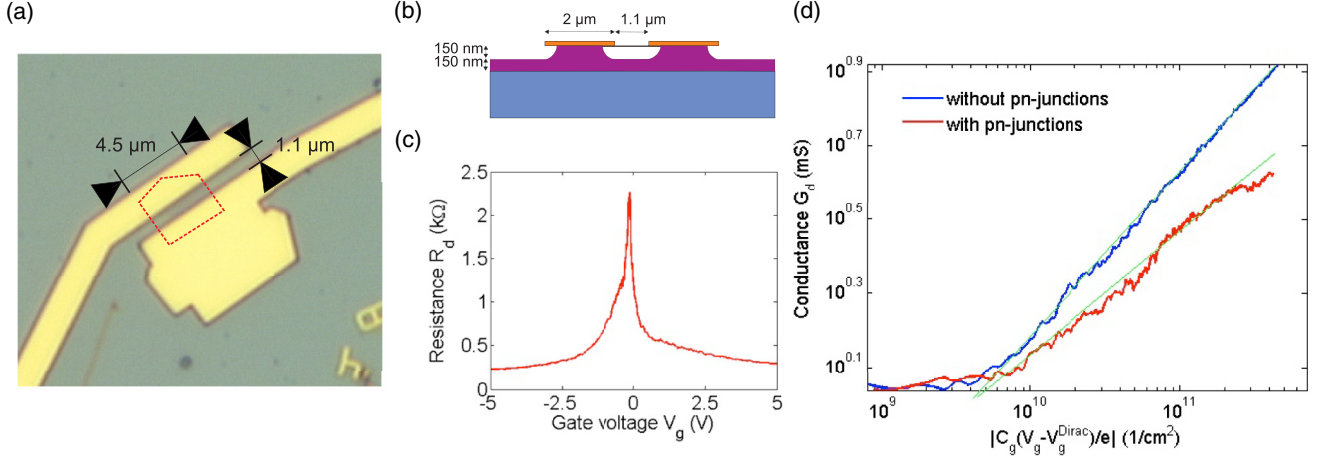 (a)
4.5 µm
1.1 µm
h
(b)
2 µm
1.1 µm
150 nm
150 nm
(c)
Resistance R_d (kΩ)
2.5
2
1.5
1
0.5
0
-5
-2.5
0
2.5
5
Gate voltage V_g (V)
(d)
Conductance G_d (mS)
10^0.9
10^0.7
10^0.5
10^0.3
10^0.1
without pn-junctions
with pn-junctions
10^9
10^10
10^11
|C_g(V_g-V_g^Dirac)/e| (1/cm²)